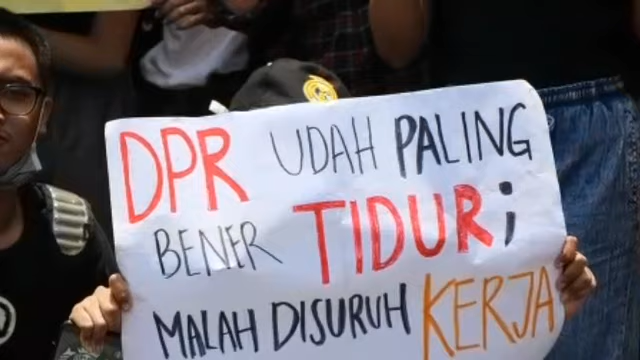 DPR UDAH PALING
BENER TIDUR;
MALAH DISURUH KERJA